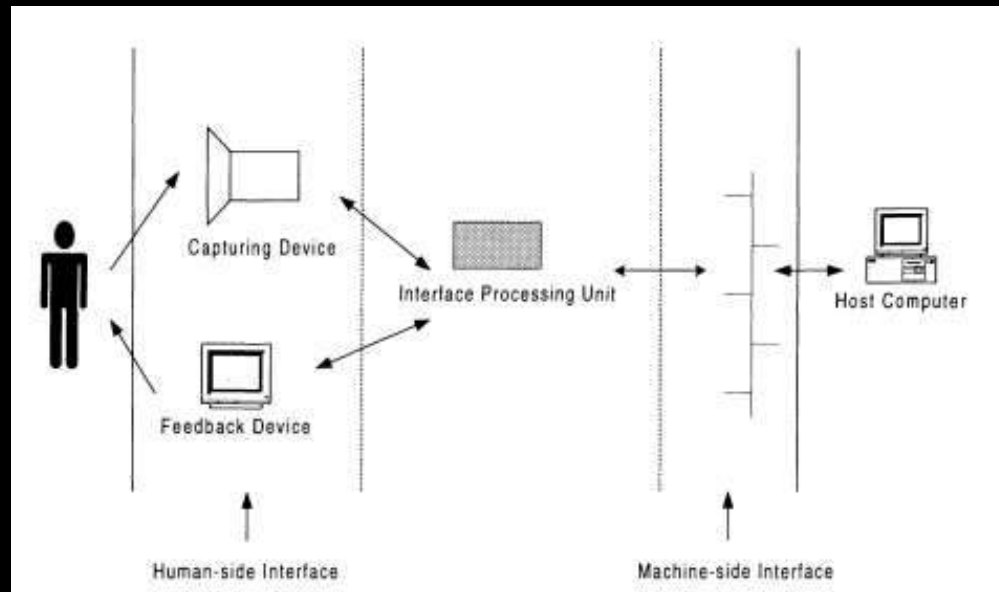 Capturing Device
Interface Processing Unit
Host Computer
Feedback Device
Human-side Interface
Machine-side Interface